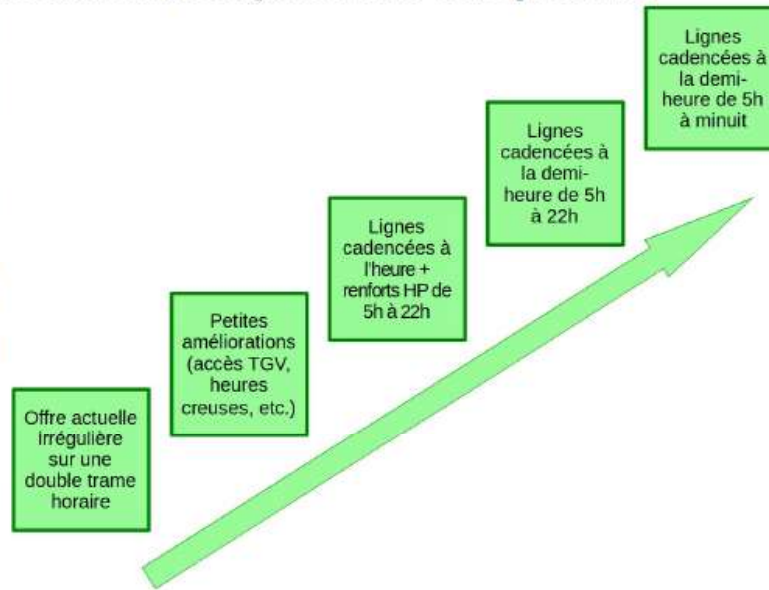 Offre actuelle
irrégulière
sur une
double trame
horaire
Petites
améliorations
(accès TGV,
heures
creuses, etc.)
Lignes
cadencées à
l'heure +
renforts HP de
5h à 22h
Lignes
cadencées à
la demi-
heure de 5h
à 22h
Lignes
cadencées à
la demi-
heure de 5h
à minuit